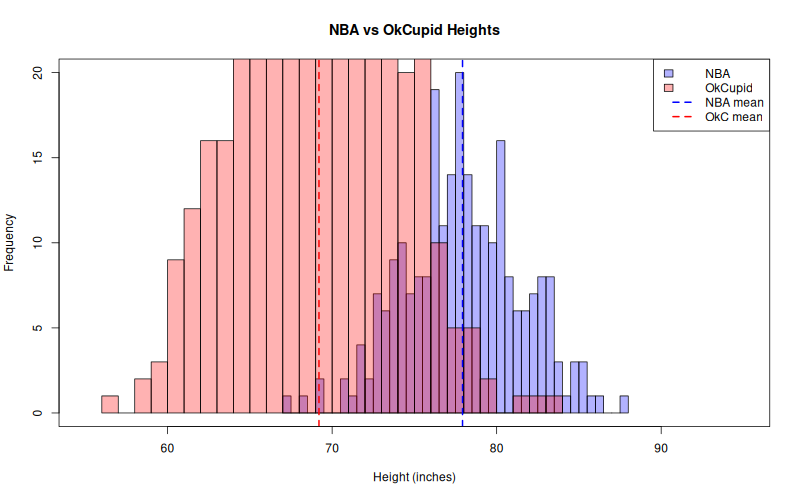 NBA vs OkCupid Heights
NBA
OkCupid
NBA mean
OkC mean
Frequency
20
15
10
5
0
60 70 80 90
Height (inches)